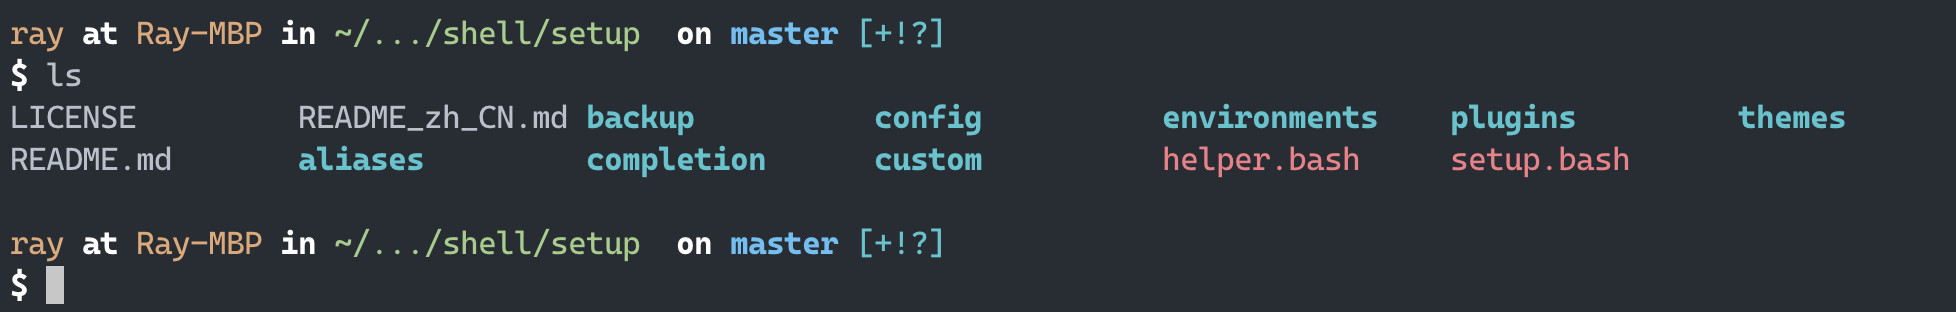 ray at Ray-MBP in ~/.../shell/setup  on master [+!?]
$ ls
LICENSE         README_zh_CN.md backup          config          environments    plugins         themes
README.md       aliases         completion      custom          helper.bash     setup.bash
ray at Ray-MBP in ~/.../shell/setup  on master [+!?]
$